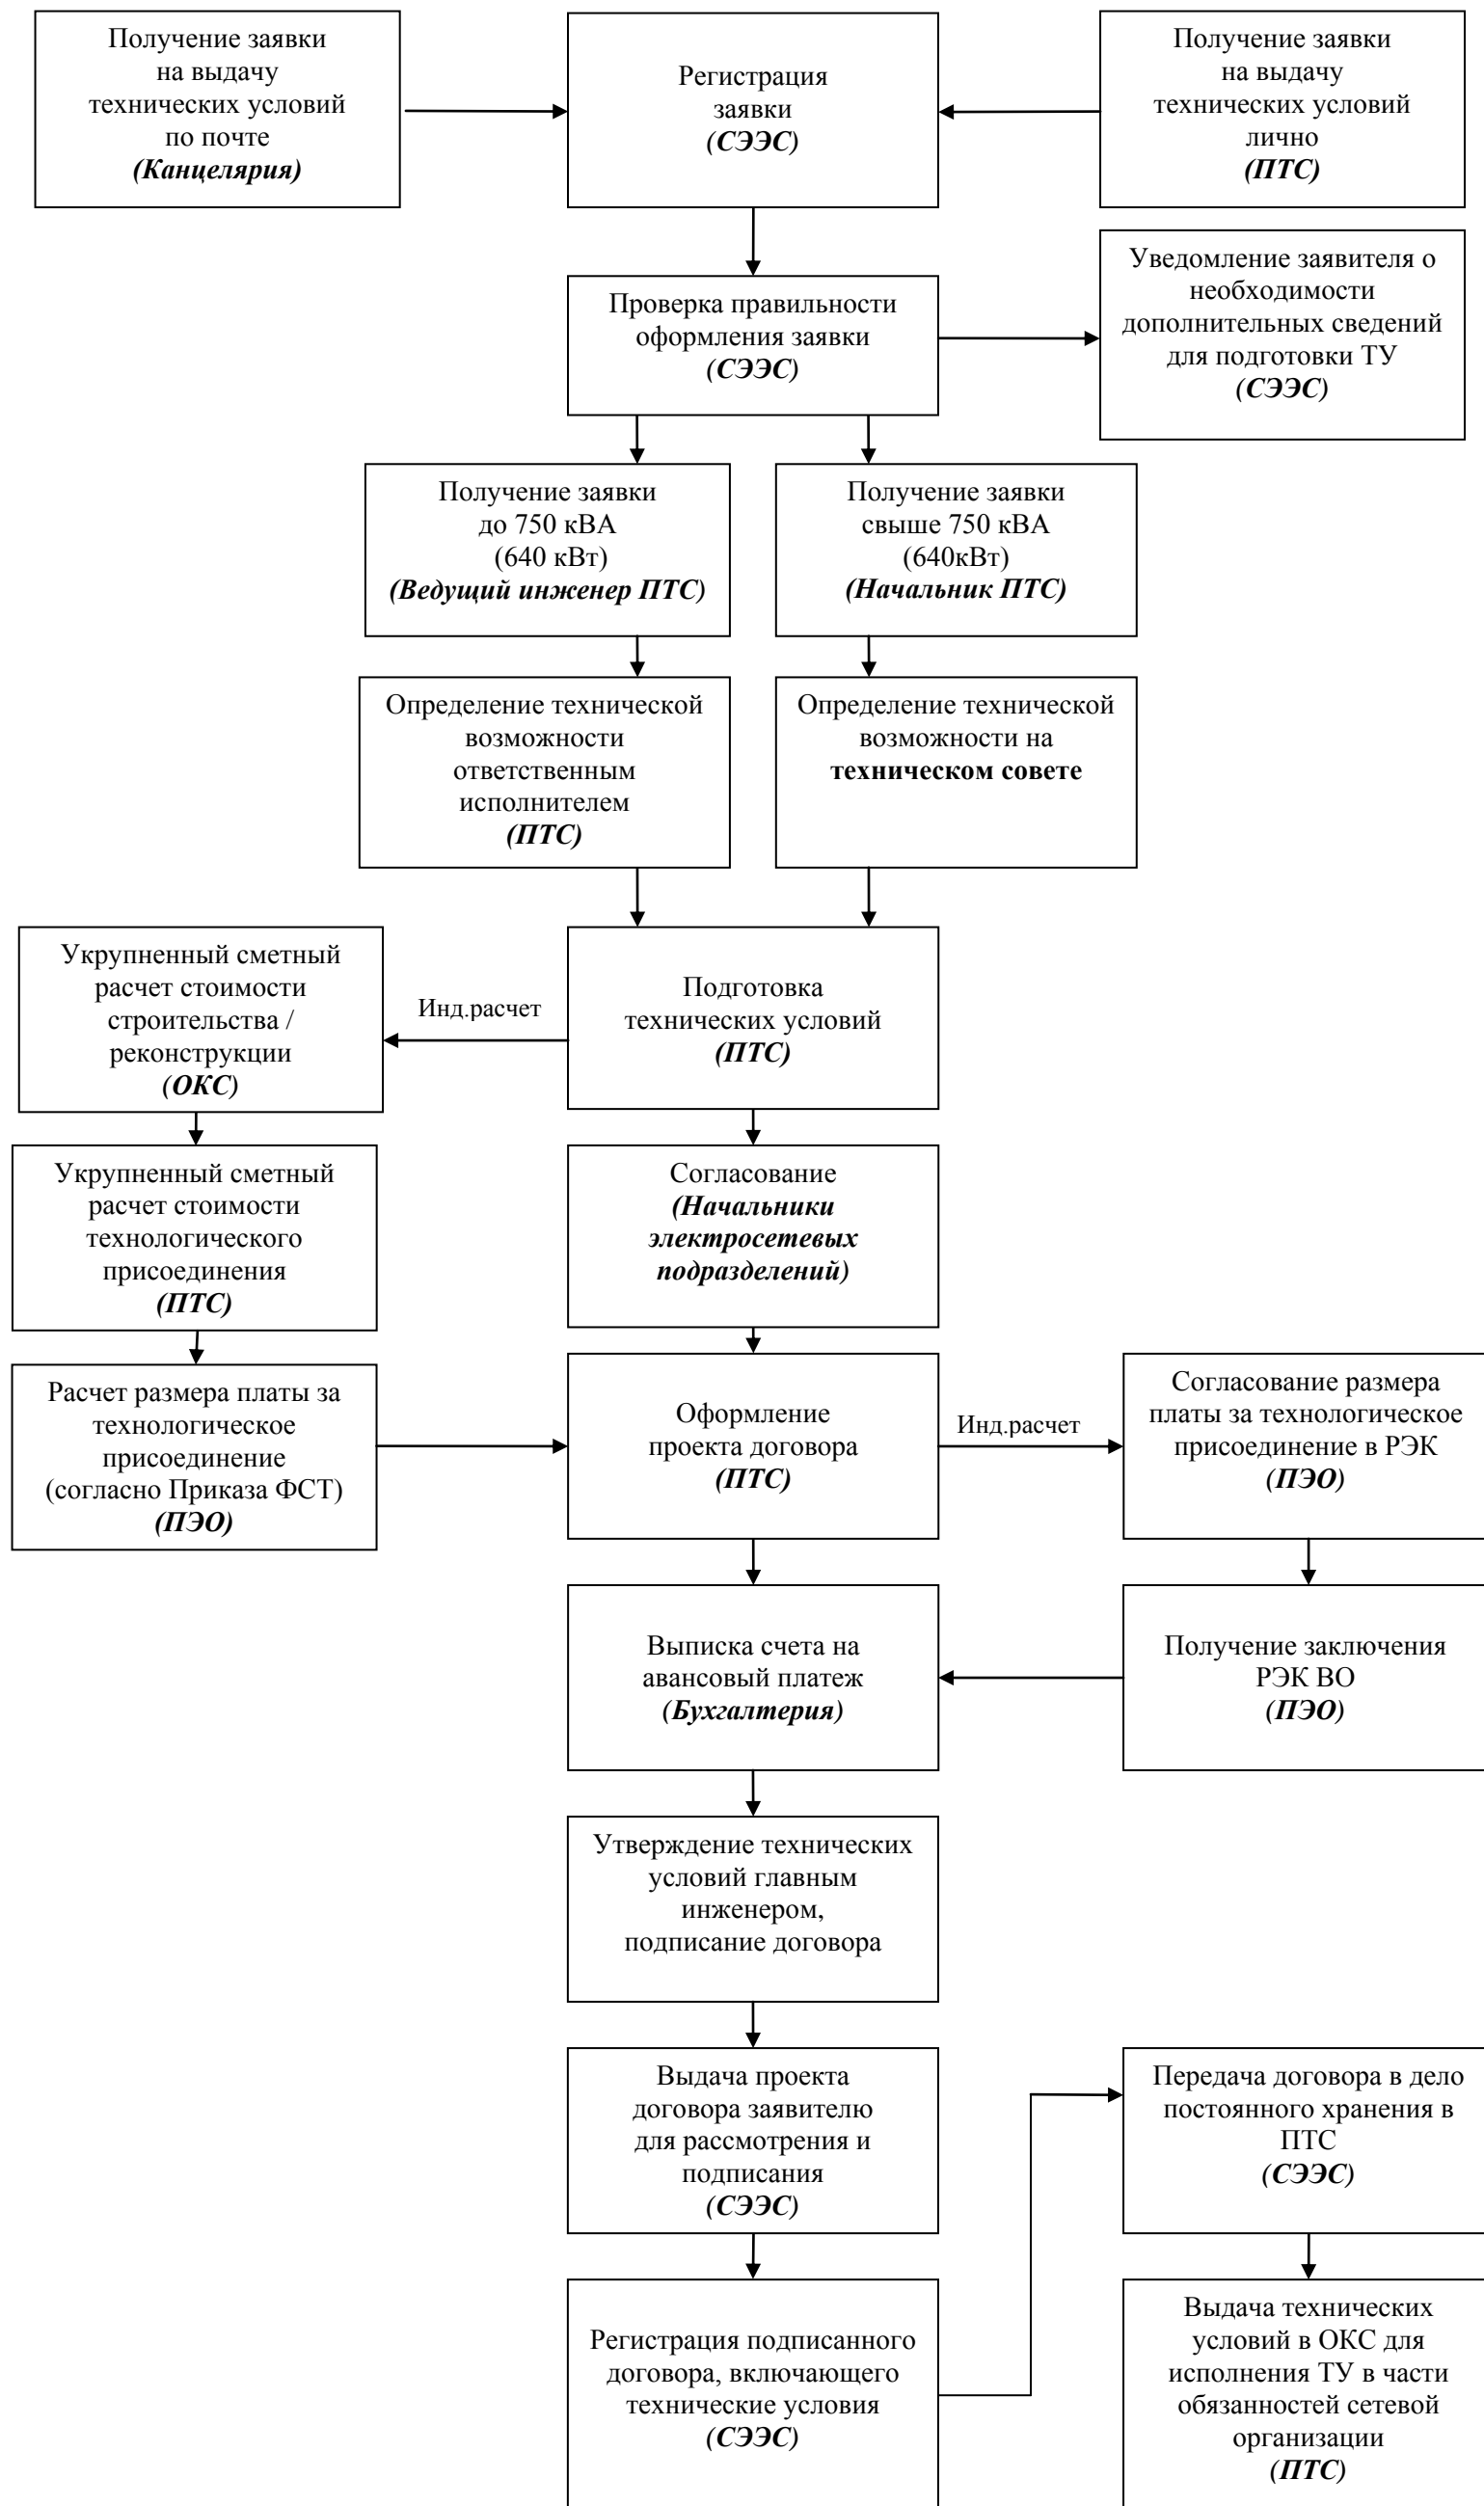 Получение заявки
на выдачу
технических условий
по почте
(Канцелярия)
Регистрация
заявки
(СЭЭС)
Получение заявки
на выдачу
технических условий
лично
(ПТС)
Проверка правильности
оформления заявки
(СЭЭС)
Уведомление заявителя о
необходимости
дополнительных сведений
для подготовки ТУ
(СЭЭС)
Получение заявки
до 750 кВА
(640 кВт)
(Ведущий инженер ПТС)
Получение заявки
свыше 750 кВА
(640кВт)
(Начальник ПТС)
Определение технической
возможности
ответственным
исполнителем
(ПТС)
Определение технической
возможности на
техническом совете
Укрупненный сметный
расчет стоимости
строительства /
реконструкции
(ОКС)
Инд.расчет
Подготовка
технических условий
(ПТС)
Укрупненный сметный
расчет стоимости
технологического
присоединения
(ПТС)
Согласование
(Начальники
электросетевых
подразделений)
Расчет размера платы за
технологическое
присоединение
(согласно Приказа ФСТ)
(ПЭО)
Оформление
проекта договора
(ПТС)
Инд.расчет
Согласование размера
платы за технологическое
присоединение в РЭК
(ПЭО)
Выписка счета на
авансовый платеж
(Бухгалтерия)
Получение заключения
РЭК ВО
(ПЭО)
Утверждение технических
условий главным
инженером,
подписание договора
Выдача проекта
договора заявителю
для рассмотрения и
подписания
(СЭЭС)
Передача договора в дело
постоянного хранения в
ПТС
(СЭЭС)
Регистрация подписанного
договора, включающего
технические условия
(СЭЭС)
Выдача технических
условий в ОКС для
исполнения ТУ в части
обязанностей сетевой
организации
(ПТС)